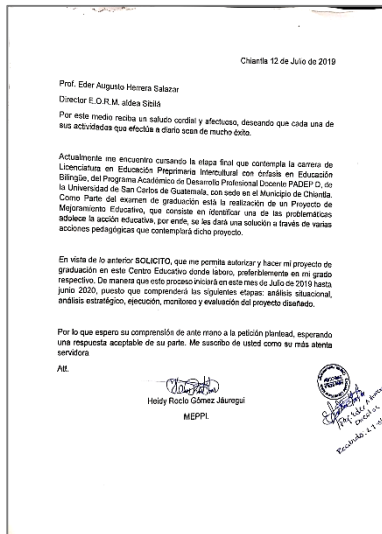 Chiantla 12 de Julio de 2019
Prof. Eder Augusto Herrera Salazar
Director E.O.R.M. aldea Sibilá
Por este medio reciba un saludo cordial y afectuoso, deseando que cada una de
sus actividades que efectúa a diario sean de mucho éxito.
Actualmente me encuentro cursando la etapa final que contempla la carrera de
Licenciatura en Educación Preprimaria Intercultural con énfasis en Educación
Bilingüe, del Programa Académico de Desarrollo Profesional Docente PADEP D, de
la Universidad de San Carlos de Guatemala, con sede en el Municipio de Chiantla.
Como Parte del examen de graduación está la realización de un Proyecto de
Mejoramiento Educativo, que consiste en identificar una de las problemáticas
adolece la acción educativa, por ende, se les dará una solución a través de varias
acciones pedagógicas que contemplará dicho proyecto.
En vista de lo anterior SOLICITO, que me permita autorizar y hacer mi proyecto de
graduación en este Centro Educativo donde laboro, preferiblemente en mi grado
respectivo. De manera que este proceso iniciará en este mes de Julio de 2019 hasta
junio 2020, puesto que comprenderá las siguientes etapas: análisis situacional,
análisis estratégico, ejecución, monitoreo y evaluación del proyecto diseñado.
Por lo que espero su comprensión de ante mano a la petición planteada, esperando
una respuesta aceptable de su parte. Me suscribo de usted como su más atenta
servidora
Att.
Heidy Rocío Gómez Jáuregui
MEPPI.
Director